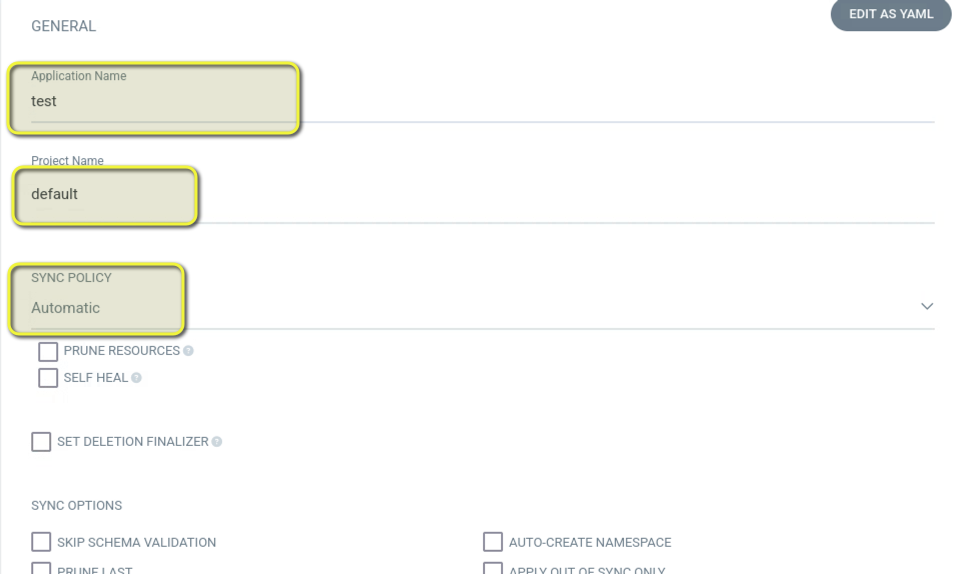 GENERAL
EDIT AS YAML
Application Name
test
Project Name
default
SYNC POLICY
Automatic
PRUNE RESOURCES ?
SELF HEAL ?
SET DELETION FINALIZER ?
SYNC OPTIONS
SKIP SCHEMA VALIDATION
AUTO-CREATE NAMESPACE
PRUNE LAST
APPLY OUT OF SYNC ONLY